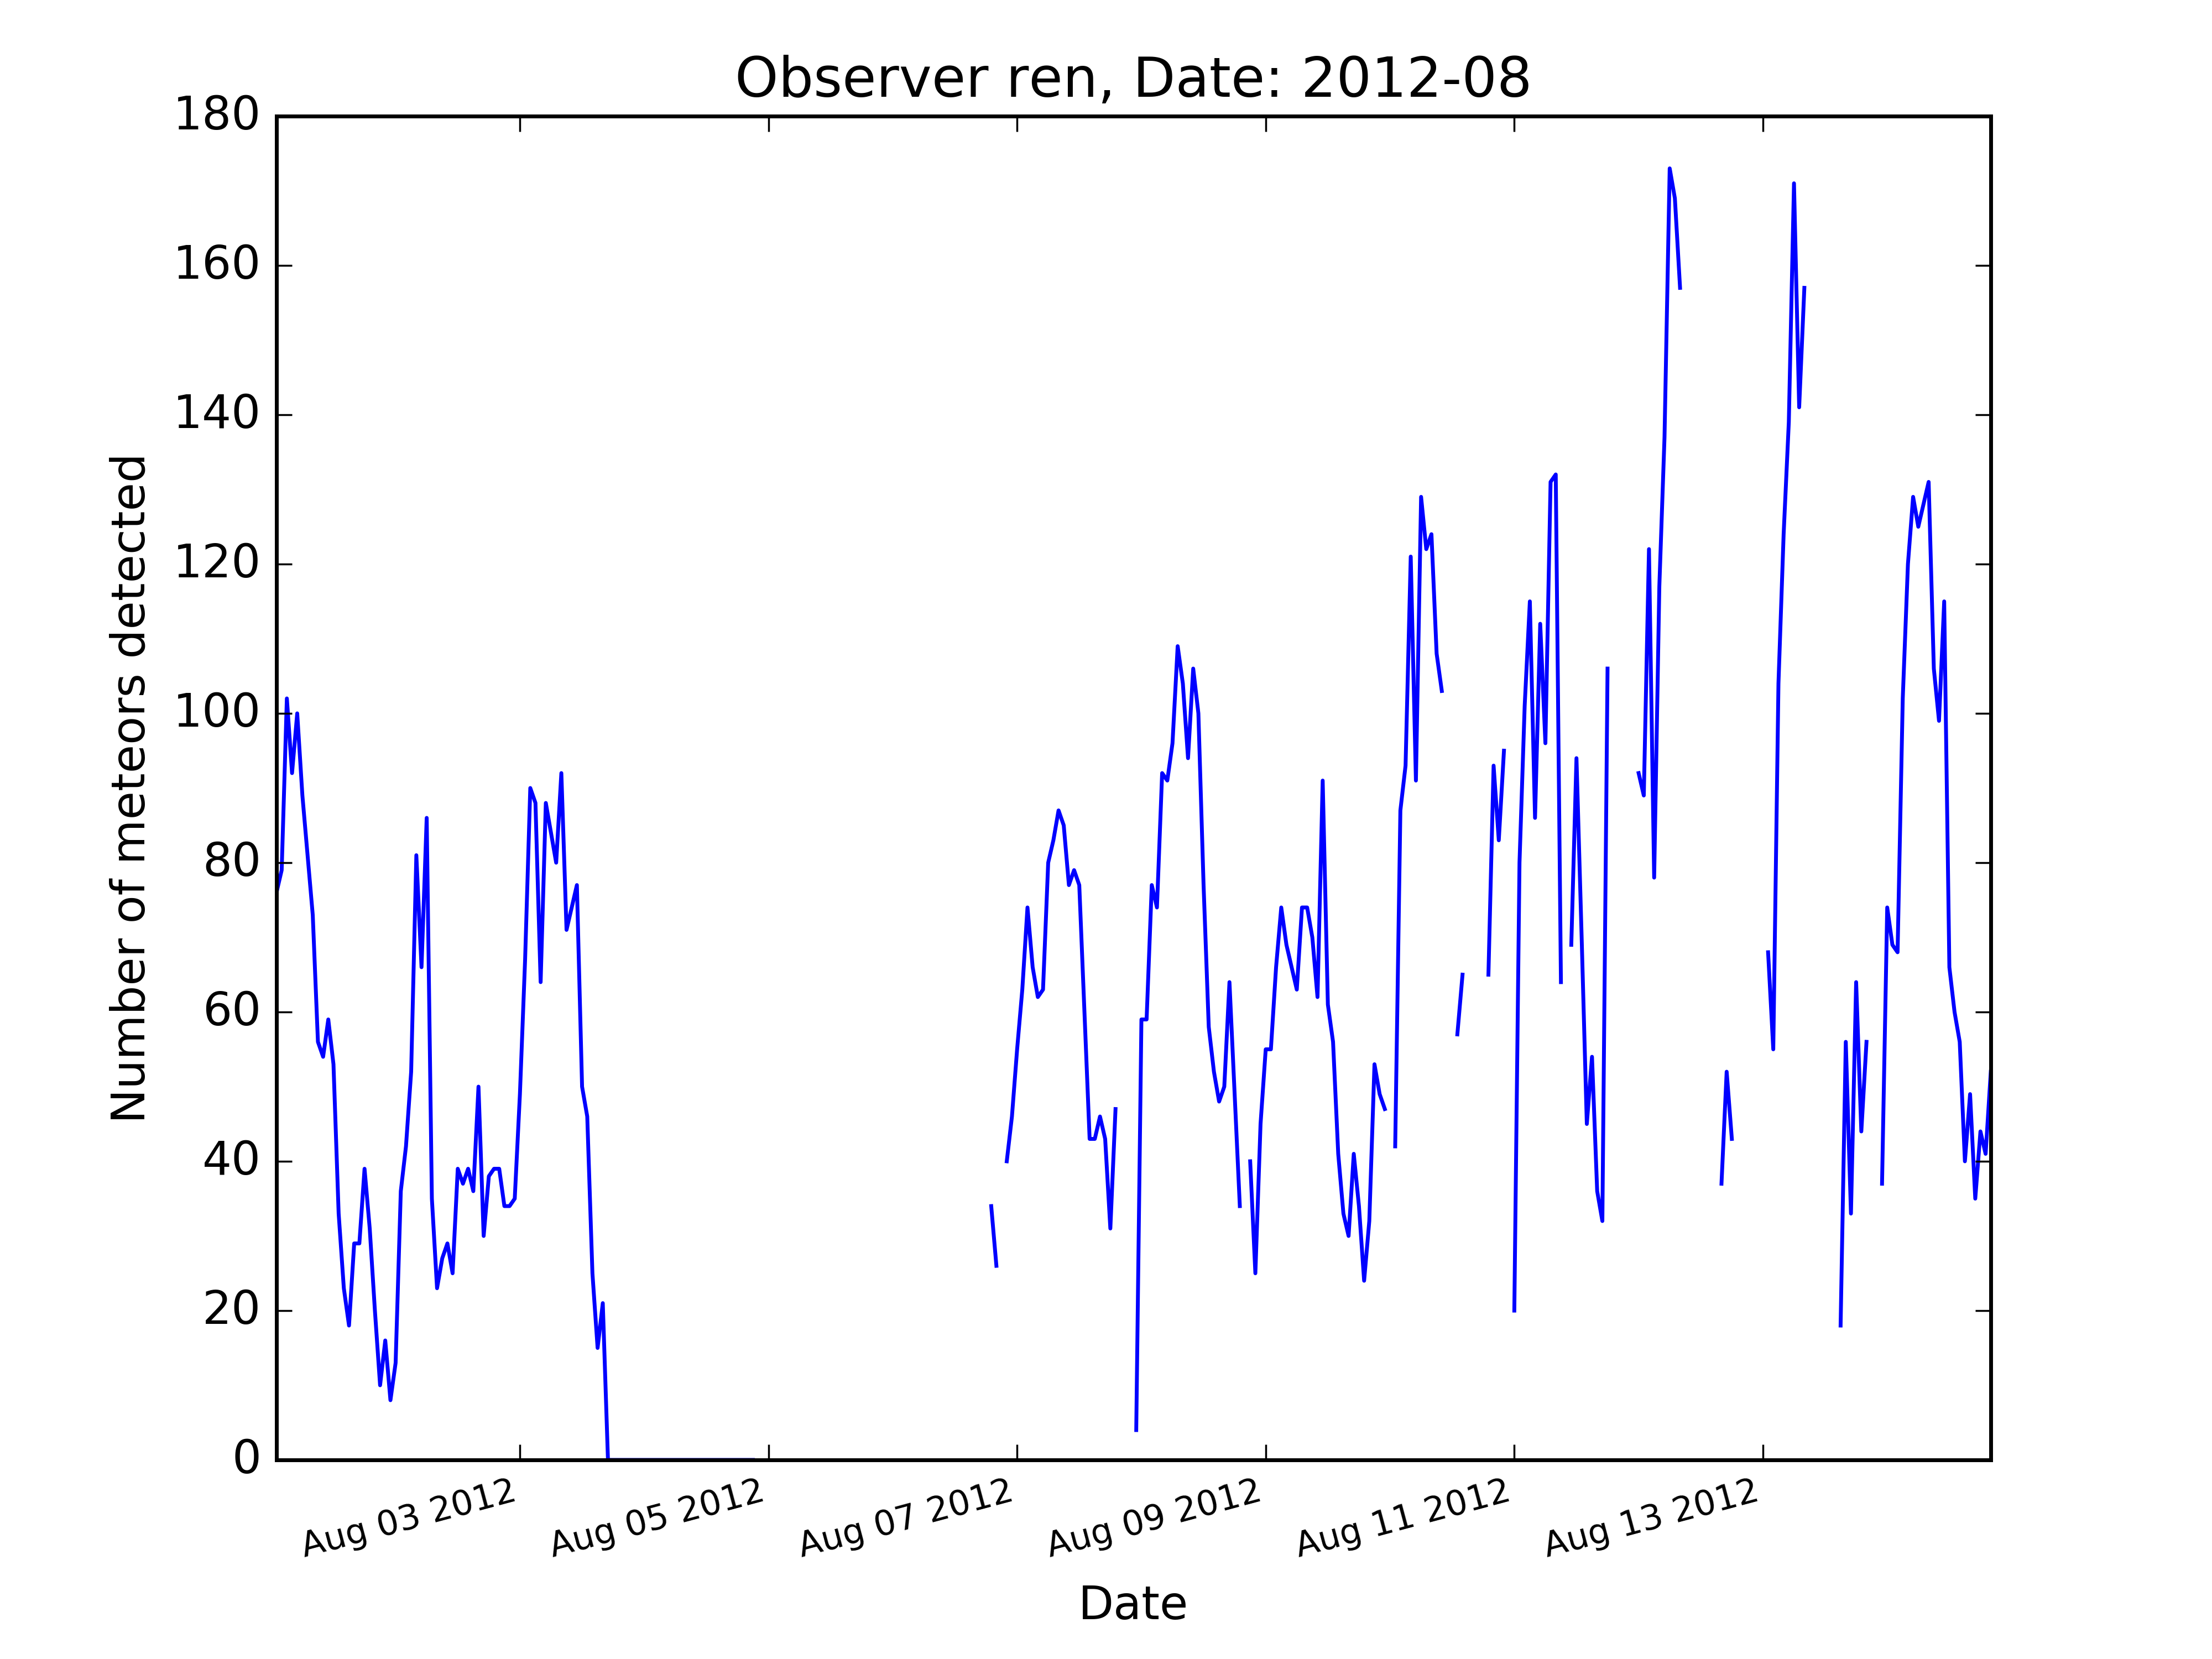 Observer ren, Date: 2012-08
180
160
140
120
100
80
60
40
20
0
Number of meteors detected
Aug 03 2012
Aug 05 2012
Aug 07 2012
Aug 09 2012
Aug 11 2012
Aug 13 2012
Date